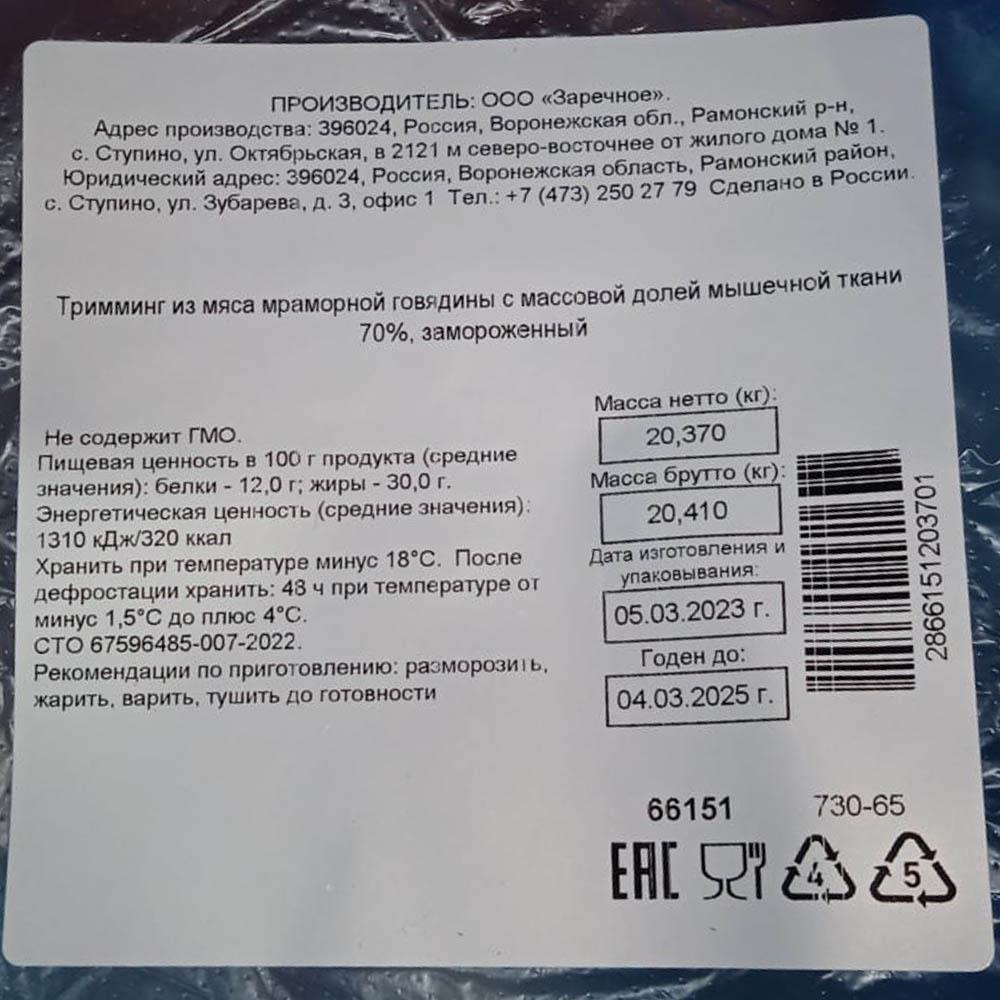 ПРОИЗВОДИТЕЛЬ: ООО «Заречное».
Адрес производства: 396024, Россия, Воронежская обл., Рамонский р-н,
с. Ступино, ул. Октябрьская, в 2121 м северо-восточнее от жилого дома № 1.
Юридический адрес: 396024, Россия, Воронежская область, Рамонский район,
с. Ступино, ул. Зубарева, д. 3, офис 1 Тел.: +7 (473) 250 27 79 Сделано в России.
Тримминг из мяса мраморной говядины с массовой долей мышечной ткани
70%, замороженный
Не содержит ГМО.
Пищевая ценность в 100 г продукта (средние
значения): белки - 12,0 г; жиры - 30,0 г.
Энергетическая ценность (средние значения):
1310 кДж/320 ккал
Хранить при температуре минус 18°С. После
дефростации хранить: 48 ч при температуре от
минус 1,5°С до плюс 4°С.
СТО 67596485-007-2022.
Рекомендации по приготовлению: разморозить,
жарить, варить, тушить до готовности
Масса нетто (кг):
20,370
Масса брутто (кг):
20,410
Дата изготовления и
упаковывания:
05.03.2023 г.
Годен до:
04.03.2025 г.
2866151203701
66151 730-65
ЕАС 4 5